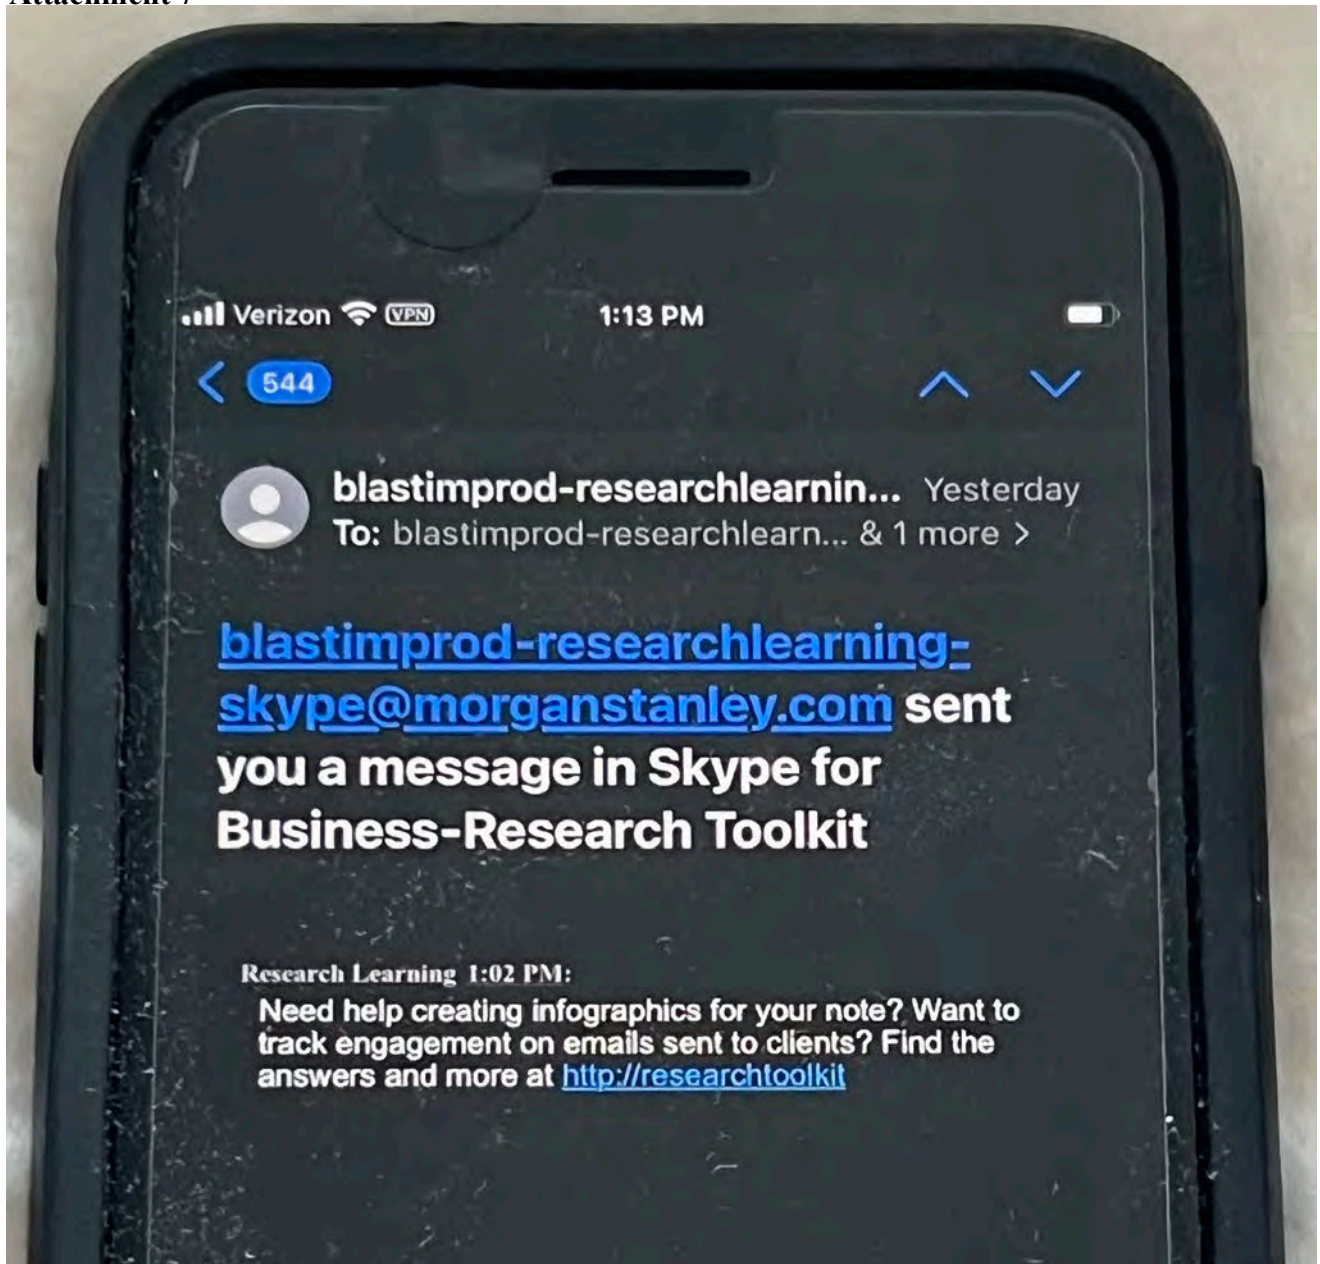 Attachment 7
Verizon VPN 1:13 PM
544
blastimprod-researchlearnin... Yesterday
To: blastimprod-researchlearn... & 1 more >
blastimprod-researchlearning-
skype@morganstanley.com sent
you a message in Skype for
Business-Research Toolkit
Research Learning 1:02 PM:
Need help creating infographics for your note? Want to
track engagement on emails sent to clients? Find the
answers and more at http://researchtoolkit